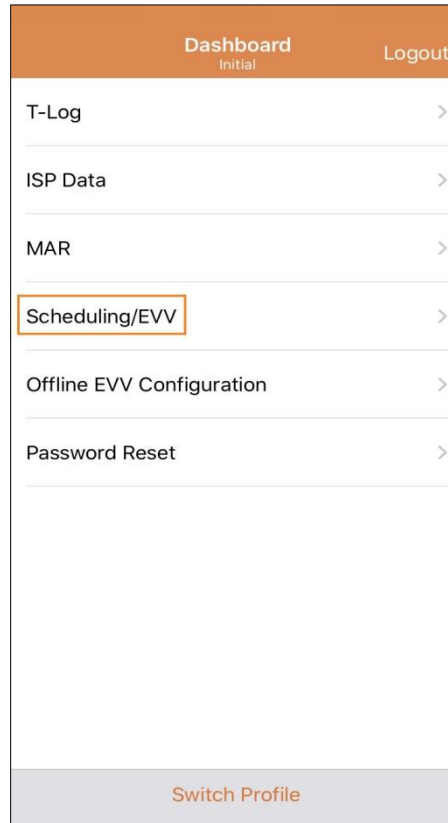 Dashboard
Initial
Logout
T-Log
ISP Data
MAR
Scheduling/EVV
Offline EVV Configuration
Password Reset
Switch Profile